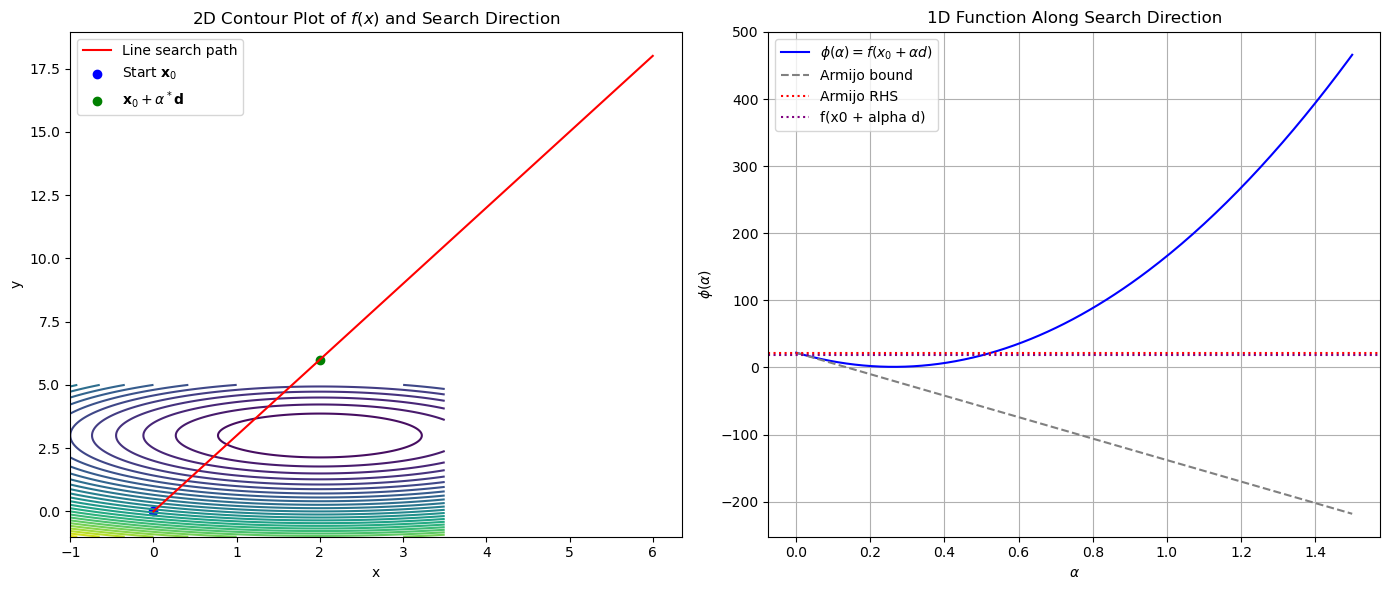 2D Contour Plot of f(x) and Search Direction
Line search path
Start x₀
x₀ + α*d
17.5
15.0
12.5
10.0
7.5
5.0
2.5
0.0
y
−1
0
1
2
3
4
5
6
x
1D Function Along Search Direction
ϕ(α) = f(x₀ + αd)
Armijo bound
Armijo RHS
f(x0 + alpha d)
500
400
300
200
100
0
−100
−200
ϕ(α)
0.0
0.2
0.4
0.6
0.8
1.0
1.2
1.4
α